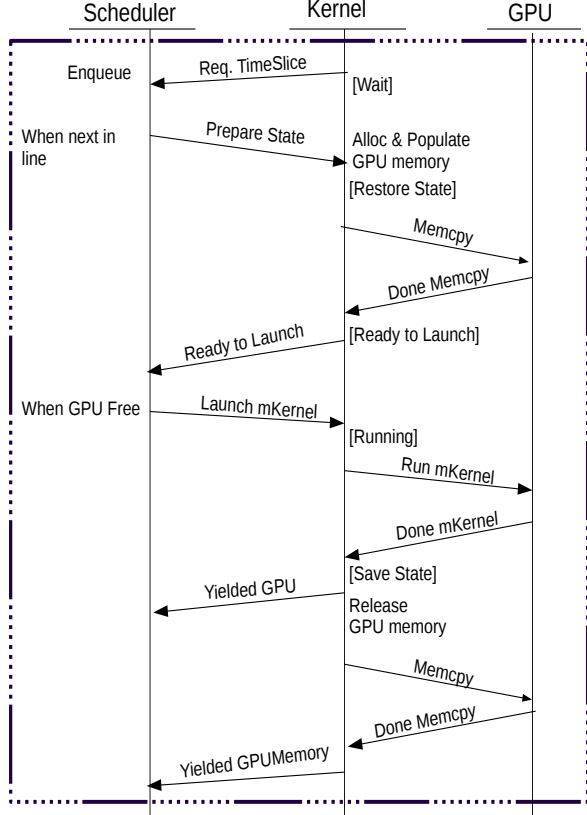 Scheduler
Kernel
GPU
Enqueue
Req. TimeSlice
[Wait]
When next in
line
Prepare State
Alloc & Populate
GPU memory
[Restore State]
Memcpy
Done Memcpy
Ready to Launch
[Ready to Launch]
When GPU Free
Launch mKernel
[Running]
Run mKernel
Done mKernel
[Save State]
Yielded GPU
Release
GPU memory
Memcpy
Done Memcpy
Yielded GPUMemory